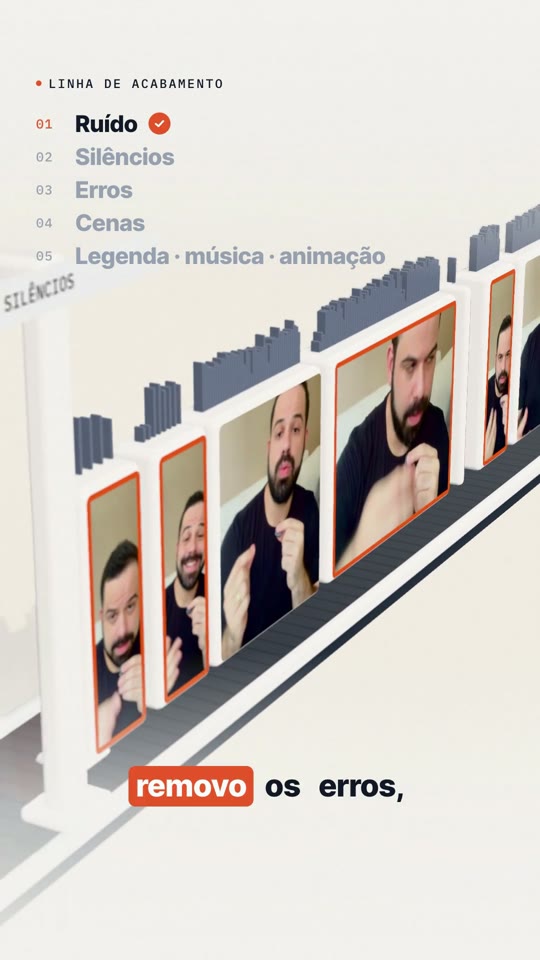 LINHA DE ACABAMENTO
01 Ruído
02 Silêncios
03 Erros
04 Cenas
05 Legenda · música · animação
SILÊNCIOS
removo os erros,